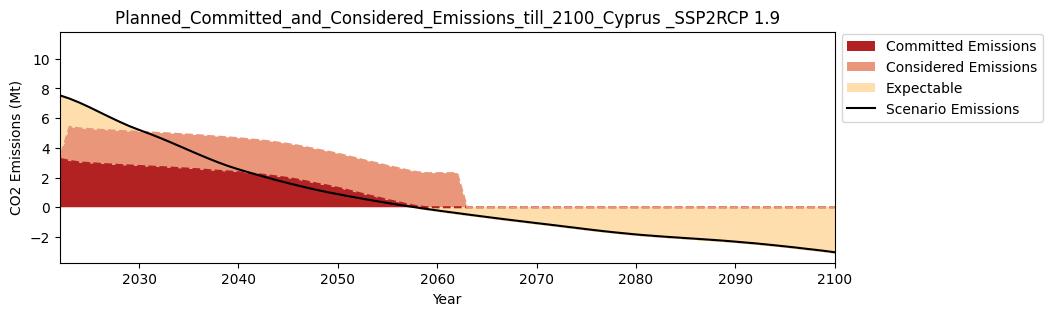 Planned_Committed_and_Considered_Emissions_till_2100_Cyprus _SSP2RCP 1.9
Committed Emissions
Considered Emissions
Expectable
Scenario Emissions
CO2 Emissions (Mt)
10
8
6
4
2
0
−2
2030 2040 2050 2060 2070 2080 2090 2100
Year